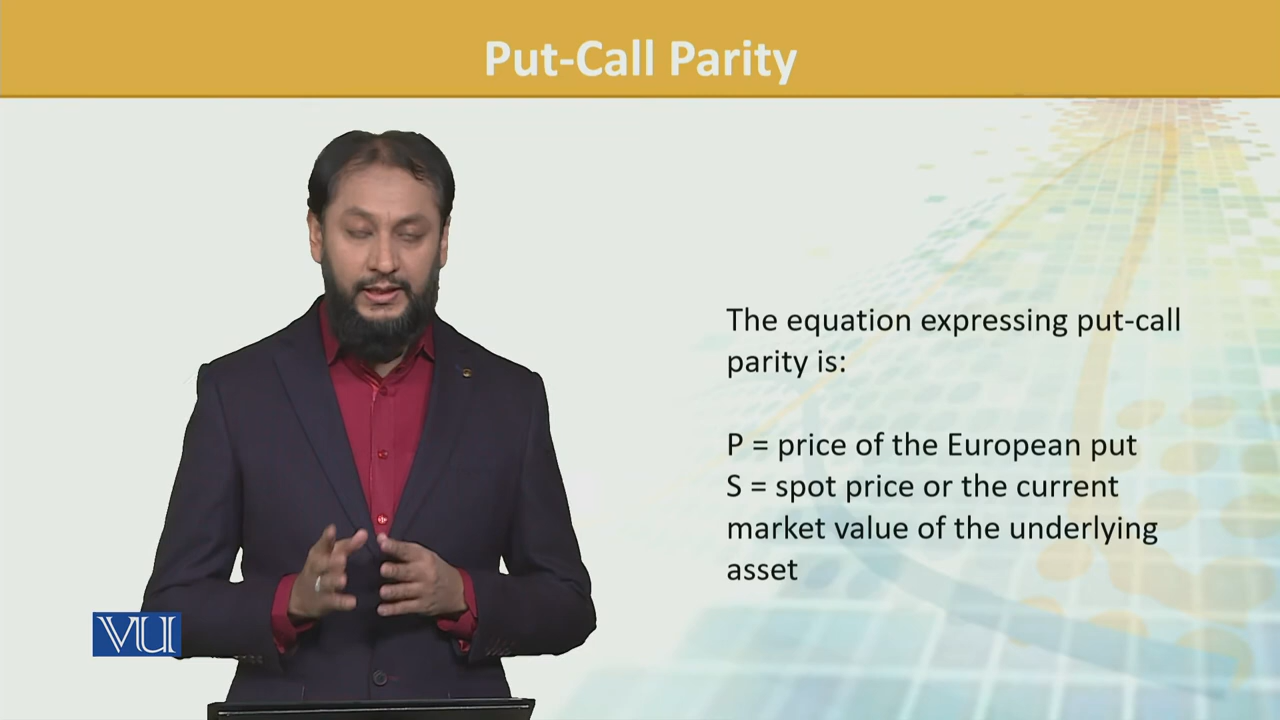 Put-Call Parity
The equation expressing put-call
parity is:
P = price of the European put
S = spot price or the current
market value of the underlying
asset
VU